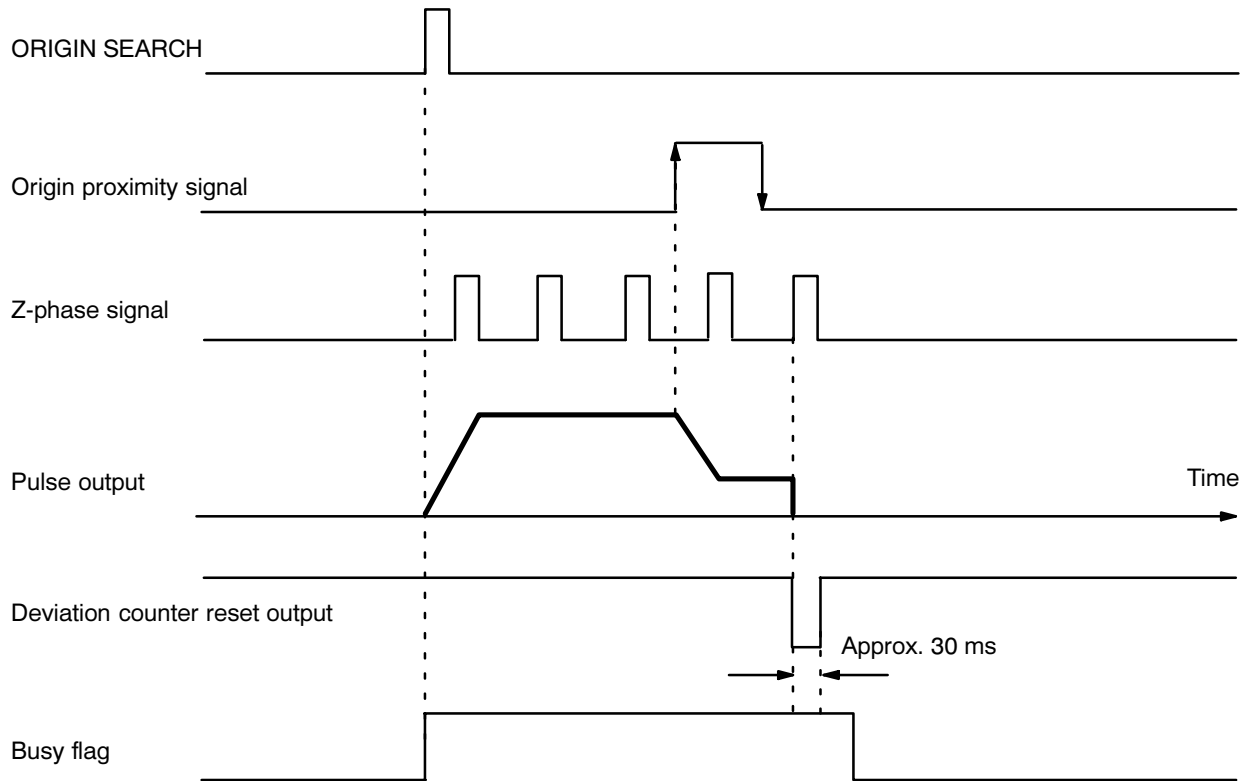 ORIGIN SEARCH
Origin proximity signal
Z-phase signal
Pulse output
Time
Deviation counter reset output
Approx. 30 ms
Busy flag